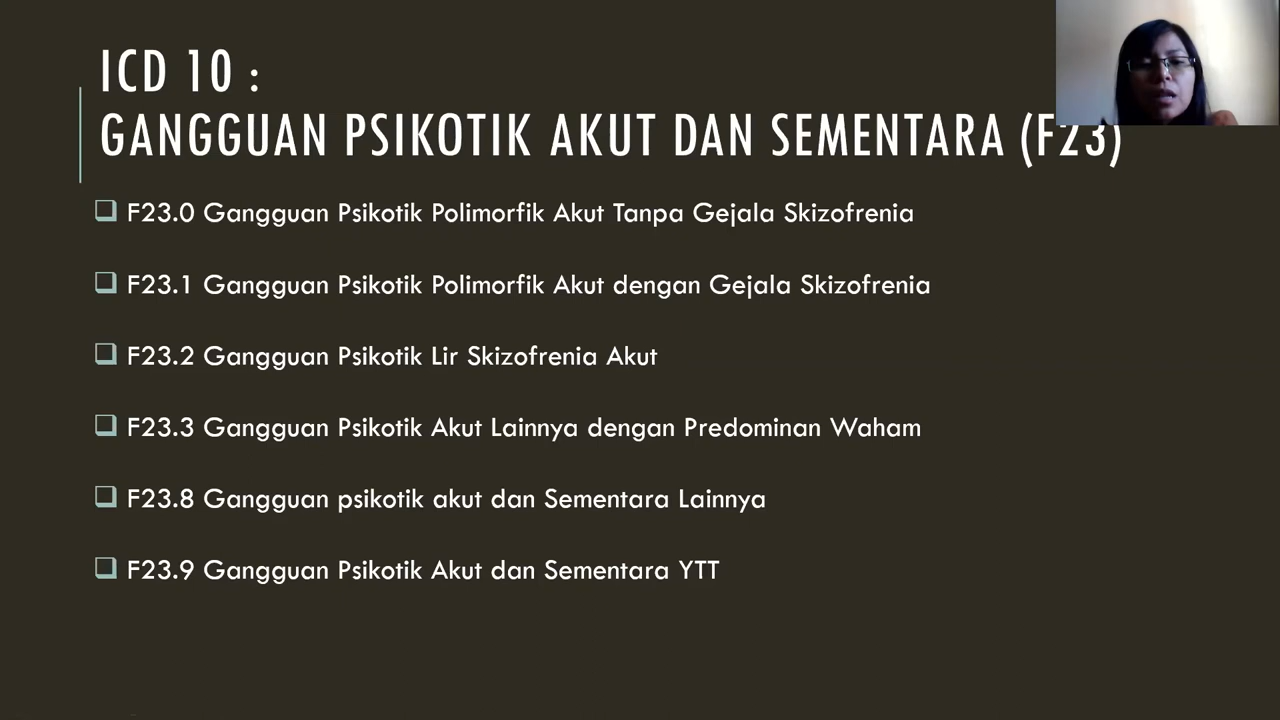 ICD 10 :
GANGGUAN PSIKOTIK AKUT DAN SEMENTARA (F23)
F23.0 Gangguan Psikotik Polimorfik Akut Tanpa Gejala Skizofrenia
F23.1 Gangguan Psikotik Polimorfik Akut dengan Gejala Skizofrenia
F23.2 Gangguan Psikotik Lir Skizofrenia Akut
F23.3 Gangguan Psikotik Akut Lainnya dengan Predominan Waham
F23.8 Gangguan psikotik akut dan Sementara Lainnya
F23.9 Gangguan Psikotik Akut dan Sementara YTT